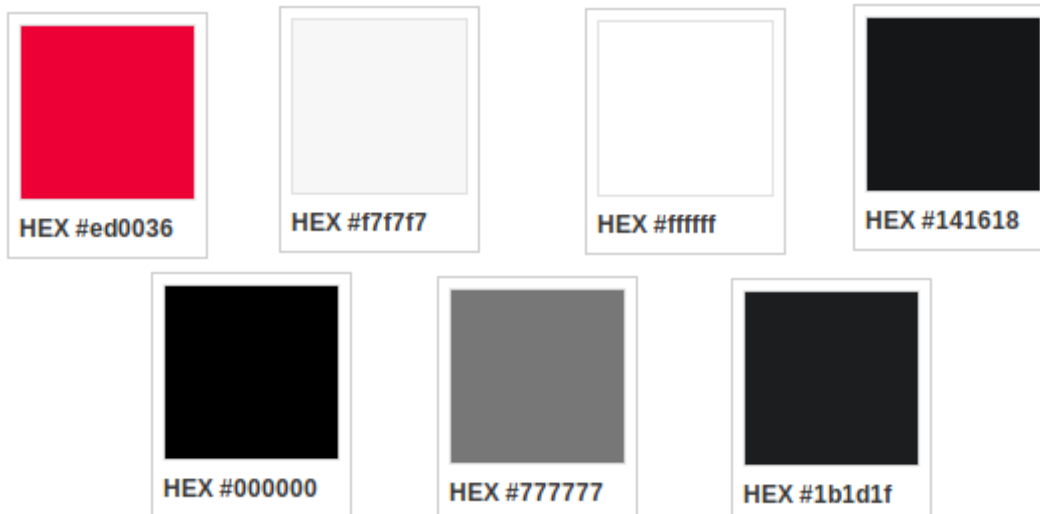 HEX #ed0036
HEX #f7f7f7
HEX #ffffff
HEX #141618
HEX #000000
HEX #777777
HEX #1b1d1f